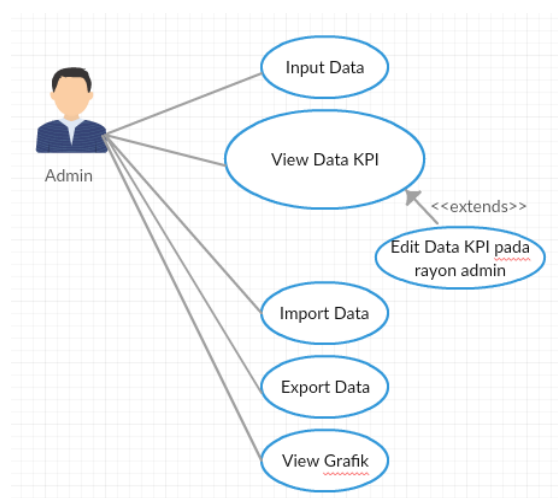 Input Data
Admin
View Data KPI
<<extends>>
Edit Data KPI pada
rayon admin
Import Data
Export Data
View Grafik